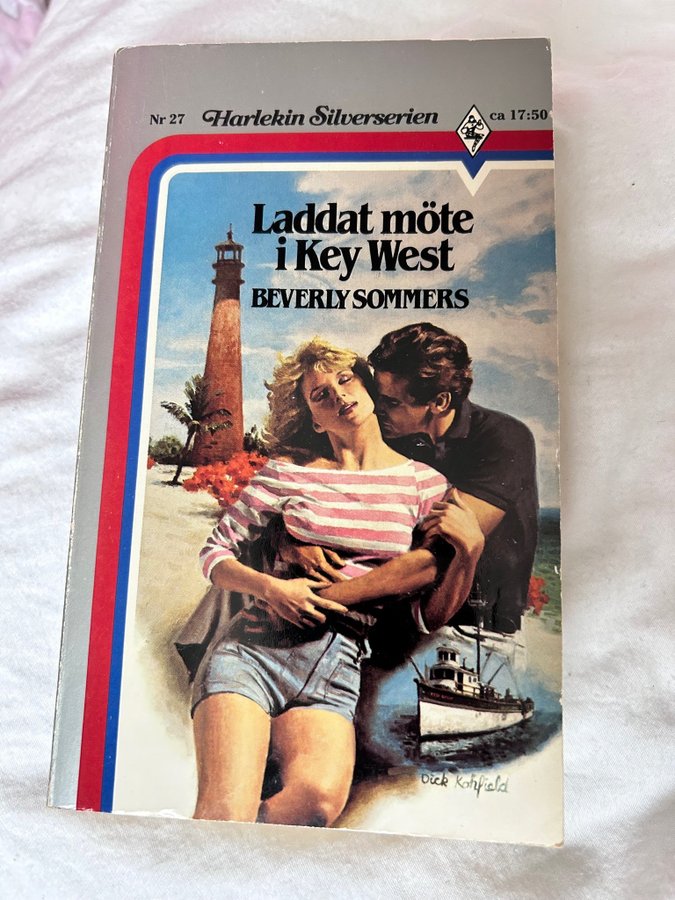 Nr 27 Harlekin Silverserien ca 17:50
Laddat möte
i Key West
BEVERLY SOMMERS
Dick Kohfield